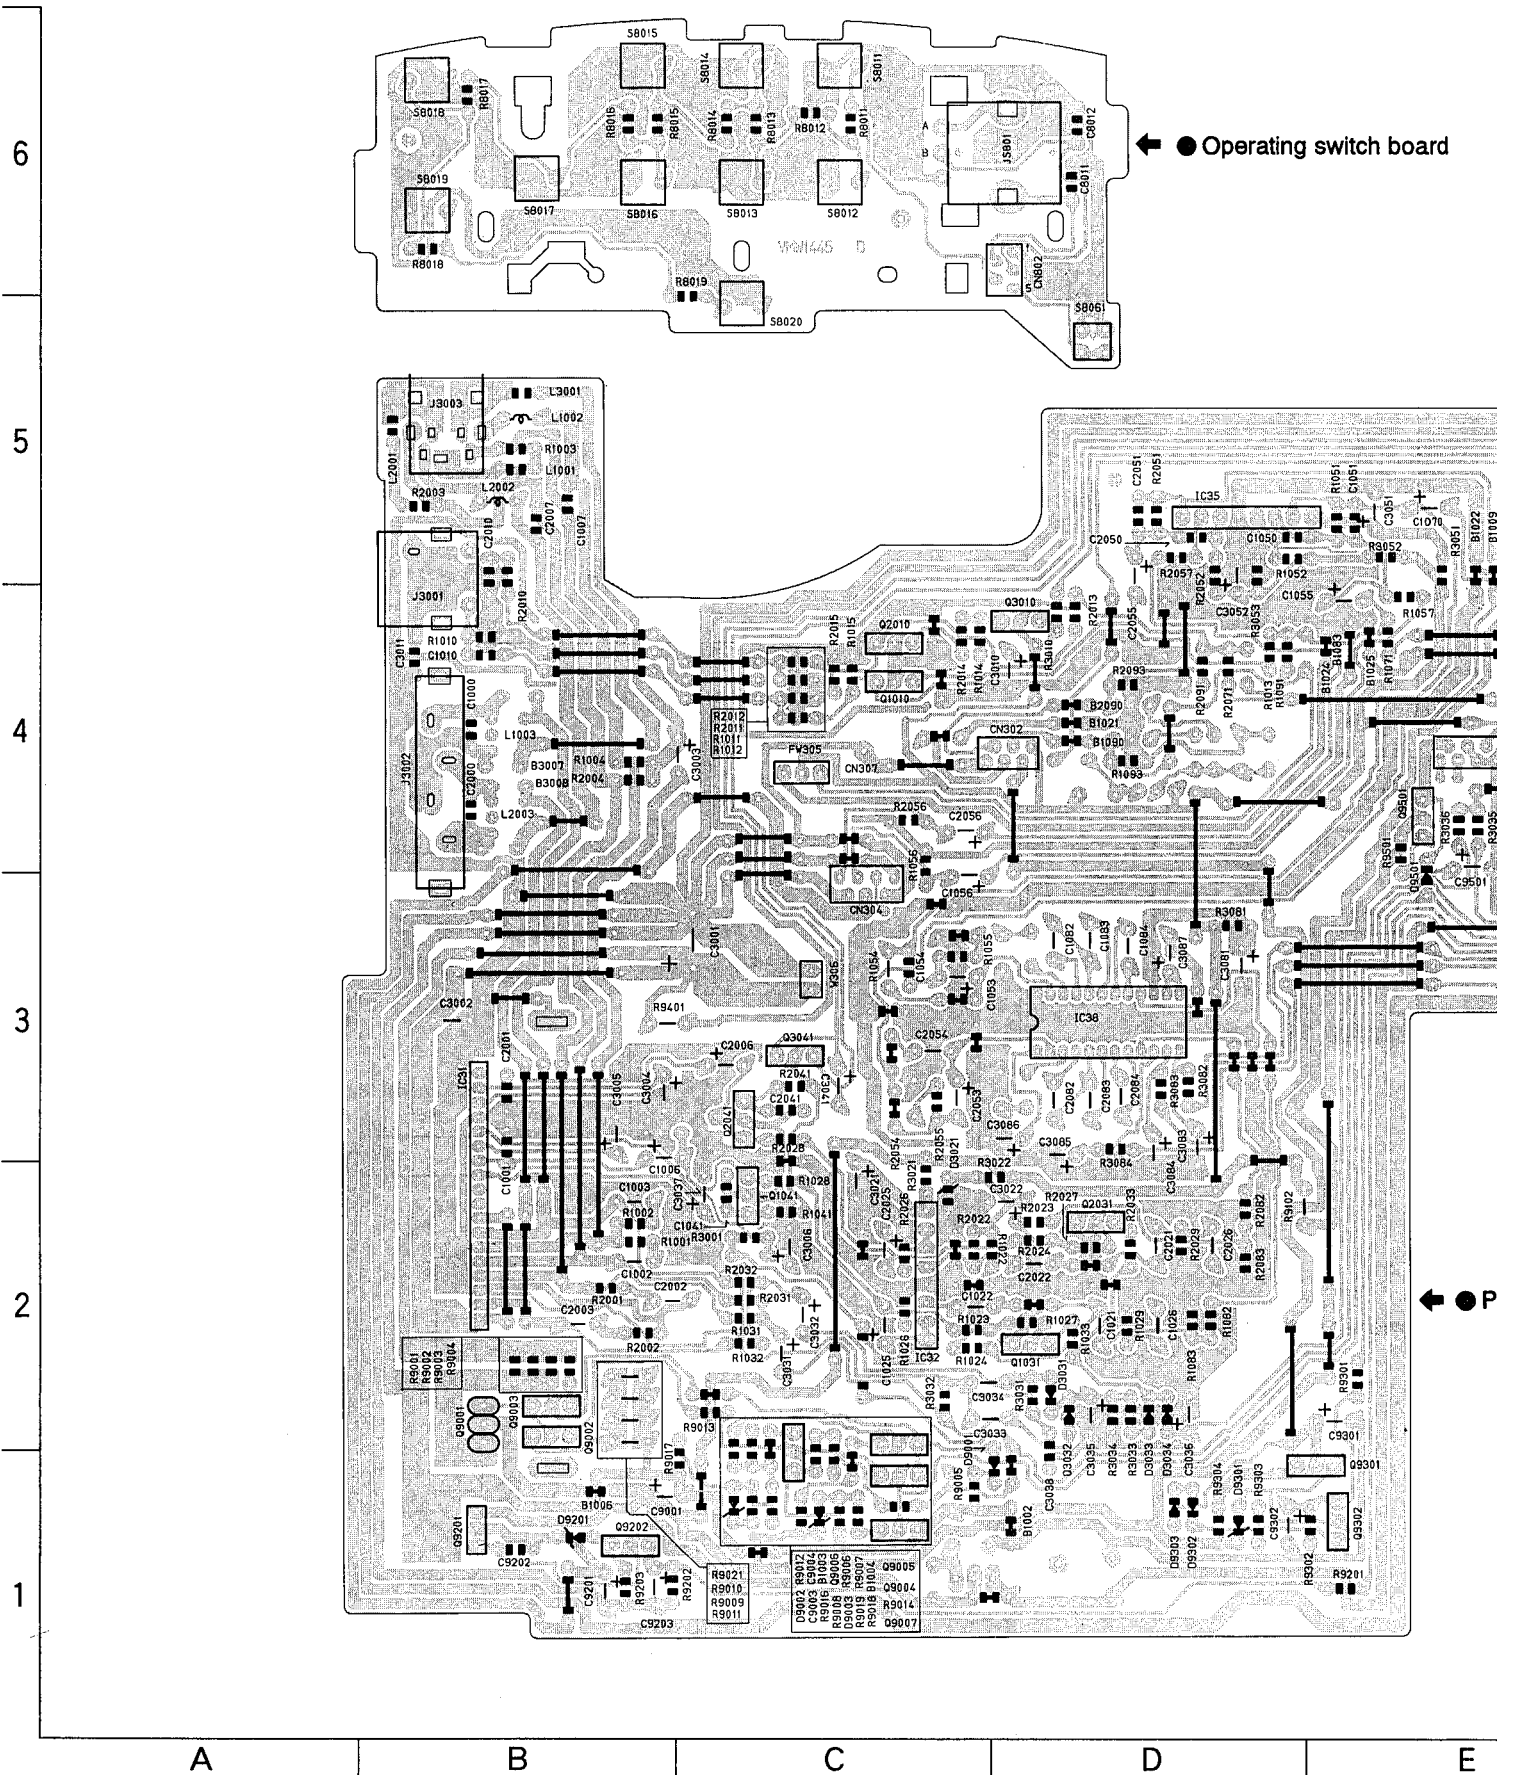 S8015
S8014
S8011
S8018
R8017
R8016
R8015
R8014
R8013
R8012
R8011
A
B
JS801
C8012
6
← ● Operating switch board
S8019
S8017
S8016
S8013
S8012
C8011
R8018
VWV1445 D
CN802
1
5
R8019
S8020
S8061
J3003
L3001
L1002
5
L2001
R1003
L1001
L2002
R2003
C2007
C1007
C2010
C2051
R2051
IC35
R1051
C1051
C3051
C1070
R3051
B1022
B1009
C2050
C1050
R3052
J3001
R2010
R2057
R2052
R1052
C3052
R3053
C1055
R1057
Q3010
R2013
C2055
Q2010
R2015
R1015
R1010
C1010
C3011
R2014
R1014
C3010
R3010
R2093
B1083
B1024
B1025
R1071
Q1010
C1000
R2091
R2071
R1013
R1091
R2012
R2011
R1011
R1012
4
B2090
B1021
B1090
CN302
L1003
J3002
B3007
R1004
B3008
R2004
C3003
FW305
CN307
R1093
C2000
L2003
R2056
C2056
Q9501
R3036
R3035
R1056
R9501
D9501
C9501
CN304
C1056
R3081
C3001
W306
R1054
C1054
R1055
C1082
C1083
C1084
C3087
C3081
C1053
C3002
R9401
3
IC38
C2054
C2001
C2006
Q3041
IC31
R2041
C3041
C3005
C3004
C2041
C2053
C2082
C2083
C2084
R3083
R3082
Q2041
R2028
C3086
C3085
R3084
C3084
C3083
R2054
R2055
D3021
C1006
C1001
R1028
C3021
R3021
R3022
C3022
C1003
C3037
Q1041
R1041
C2025
R2026
R2027
Q2031
R2033
R2082
R9102
R1002
C1041
R3001
R2022
R2023
R1001
C3006
R1022
R2024
C2021
R2029
C2026
R2083
C1002
R2032
C2022
C2002
R2001
R2031
C1022
2
← ● P
C2003
R1031
C3032
R1023
R1027
C1021
R1029
C1026
R1082
R2002
R1032
R1026
IC32
R1024
Q1031
R1033
C3031
C1025
D3031
R1083
R9001
R9002
R9003
R9004
R3032
C3034
R3031
R9301
Q9001
Q9003
Q9002
R9013
C3033
C9301
R9017
D9001
D3032
C3035
R3034
R3033
D3033
D3034
C3036
Q9301
R9005
C3038
R9304
D9301
R9303
B1006
C9001
Q9201
D9201
Q9202
B1002
C9302
Q9302
C9202
D9303
D9302
R9302
C9201
R9203
R9202
R9021
R9010
R9009
R9011
R9012
C9004
B1003
Q9006
R9006
R9007
B1004
Q9005
Q9004
D9002
C9003
R9016
R9008
D9003
R9019
R9018
R9014
Q9007
R9201
1
C9203
A B C D E